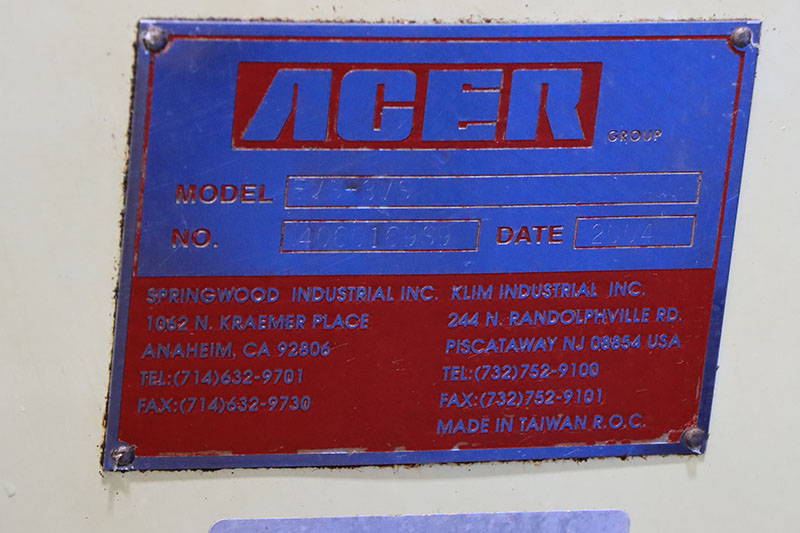 ACER
GROUP
MODEL
NO.
DATE 2004
SPRINGWOOD INDUSTRIAL INC.
1062 N. KRAEMER PLACE
ANAHEIM, CA 92806
TEL:(714)632-9701
FAX:(714)632-9730
KLIM INDUSTRIAL INC.
244 N. RANDOLPHVILLE RD.
PISCATAWAY NJ 08854 USA
TEL:(732)752-9100
FAX:(732)752-9101
MADE IN TAIWAN R.O.C.